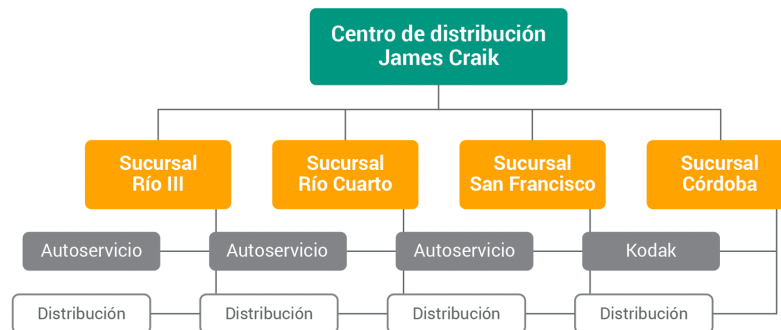 Centro de distribución
James Craik
Sucursal
Río III
Sucursal
Río Cuarto
Sucursal
San Francisco
Sucursal
Córdoba
Autoservicio
Autoservicio
Autoservicio
Kodak
Distribución
Distribución
Distribución
Distribución